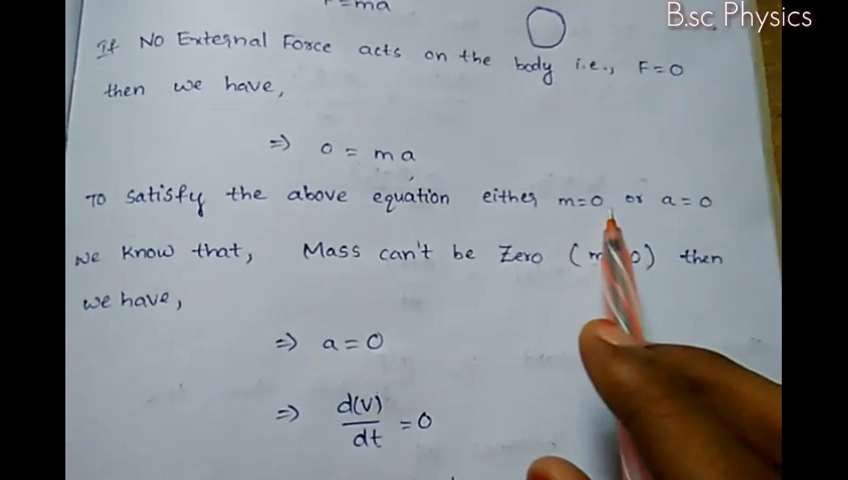 B.sc Physics
F=ma
If No External Force acts on the body i.e., F=0
then we have,
=> 0 = ma
To satisfy the above equation either m=0 or a=0
we know that, Mass can't be Zero ( 0) then
we have,
=> a=0
=> d(v)/dt =0